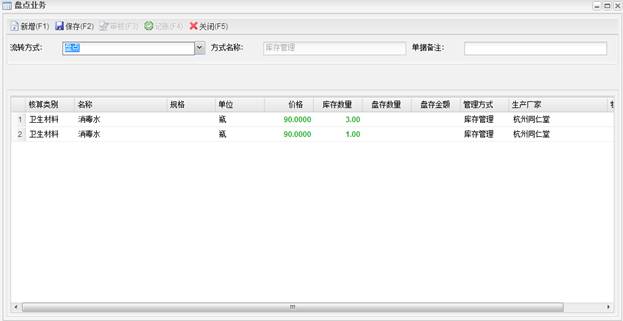 盘点业务
新增(F1) 保存(F2) 审核(F3) 记账(F4) 关闭(F5)
流转方式: 盘点 方式名称: 库存管理 单据备注:
核算类别 名称 规格 单位 价格 库存数量 盘存数量 盘存金额 管理方式 生产厂家
1 卫生材料 消毒水 瓶 90.0000 3.00 库存管理 杭州同仁堂
2 卫生材料 消毒水 瓶 90.0000 1.00 库存管理 杭州同仁堂